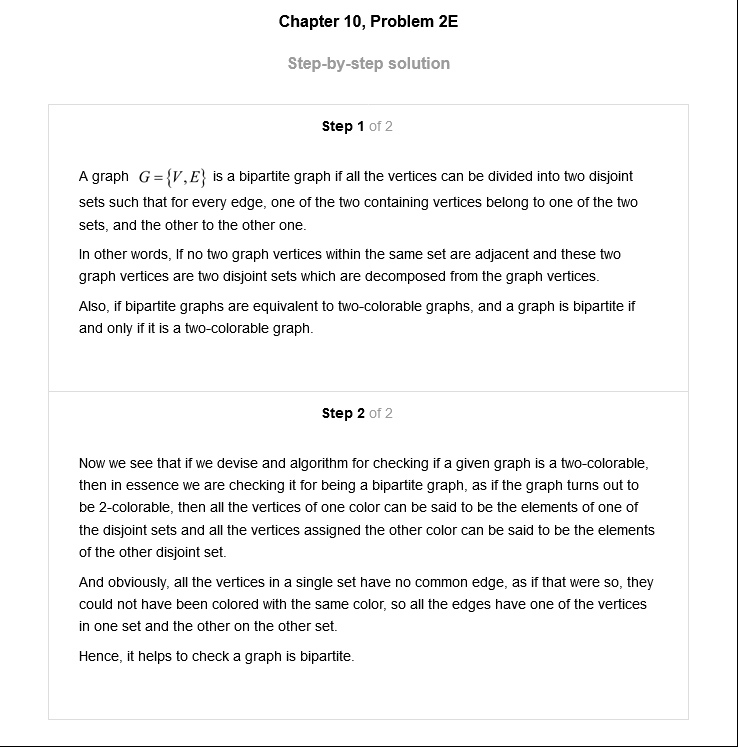 Chapter 10, Problem 2E
Step-by-step solution
Step 1 of 2
A graph G = {V, E} is a bipartite graph if all the vertices can be divided into two disjoint
sets such that for every edge, one of the two containing vertices belong to one of the two
sets, and the other to the other one.
In other words, If no two graph vertices within the same set are adjacent and these two
graph vertices are two disjoint sets which are decomposed from the graph vertices.
Also, if bipartite graphs are equivalent to two-colorable graphs, and a graph is bipartite if
and only if it is a two-colorable graph.
Step 2 of 2
Now we see that if we devise and algorithm for checking if a given graph is a two-colorable,
then in essence we are checking it for being a bipartite graph, as if the graph turns out to
be 2-colorable, then all the vertices of one color can be said to be the elements of one of
the disjoint sets and all the vertices assigned the other color can be said to be the elements
of the other disjoint set.
And obviously, all the vertices in a single set have no common edge, as if that were so, they
could not have been colored with the same color, so all the edges have one of the vertices
in one set and the other on the other set.
Hence, it helps to check a graph is bipartite.